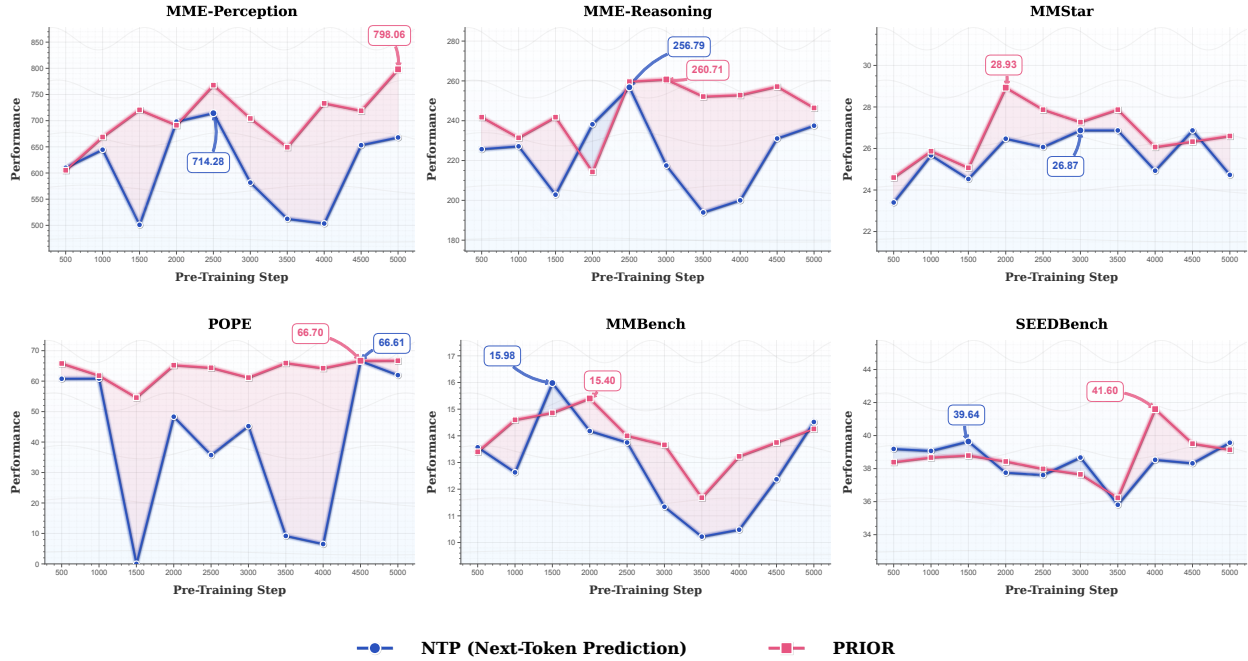 MME-Perception
850
800
750
700
650
600
550
500
Performance
798.06
714.28
500 1000 1500 2000 2500 3000 3500 4000 4500 5000
Pre-Training Step
MME-Reasoning
280
260
240
220
200
180
Performance
256.79
260.71
500 1000 1500 2000 2500 3000 3500 4000 4500 5000
Pre-Training Step
MMStar
30
28
26
24
22
Performance
28.93
26.87
500 1000 1500 2000 2500 3000 3500 4000 4500 5000
Pre-Training Step
POPE
70
60
50
40
30
20
10
0
Performance
66.70
66.61
500 1000 1500 2000 2500 3000 3500 4000 4500 5000
Pre-Training Step
MMBench
17
16
15
14
13
12
11
10
Performance
15.98
15.40
500 1000 1500 2000 2500 3000 3500 4000 4500 5000
Pre-Training Step
SEEDBench
44
42
40
38
36
34
Performance
39.64
41.60
500 1000 1500 2000 2500 3000 3500 4000 4500 5000
Pre-Training Step
NTP (Next-Token Prediction)
PRIOR